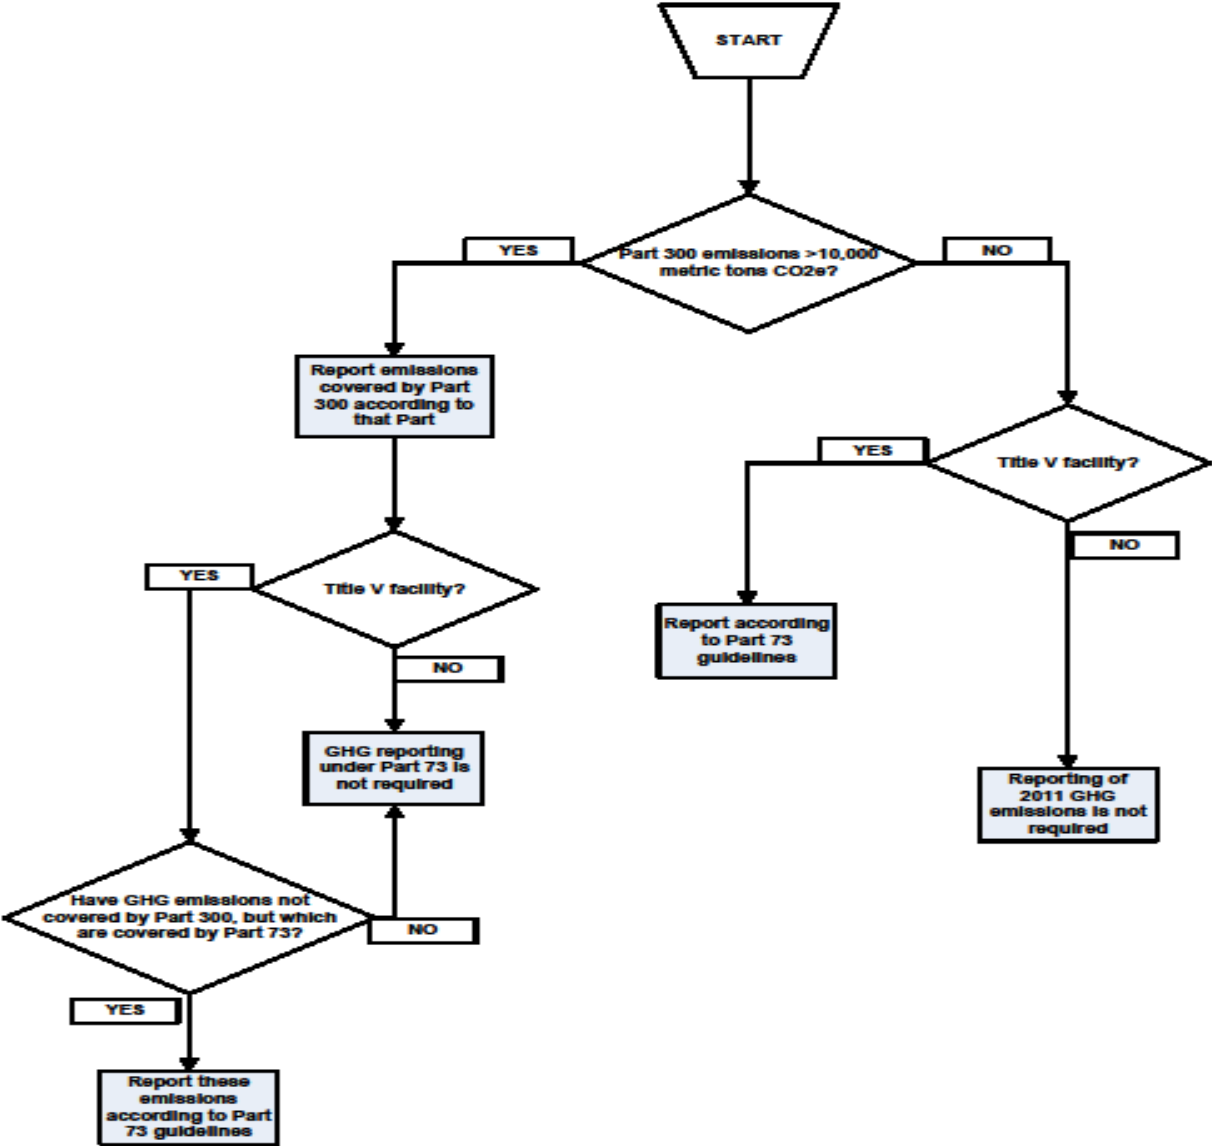 START
YES
Part 300 emissions >10,000
metric tons CO2e?
NO
Report emissions
covered by Part
300 according to
that Part
YES
Title V facility?
NO
YES
Title V facility?
NO
Report according
to Part 73
guidelines
GHG reporting
under Part 73 is
not required
Reporting of
2011 GHG
emissions is not
required
Have GHG emissions not
covered by Part 300, but which
are covered by Part 73?
NO
YES
Report these
emissions
according to Part
73 guidelines